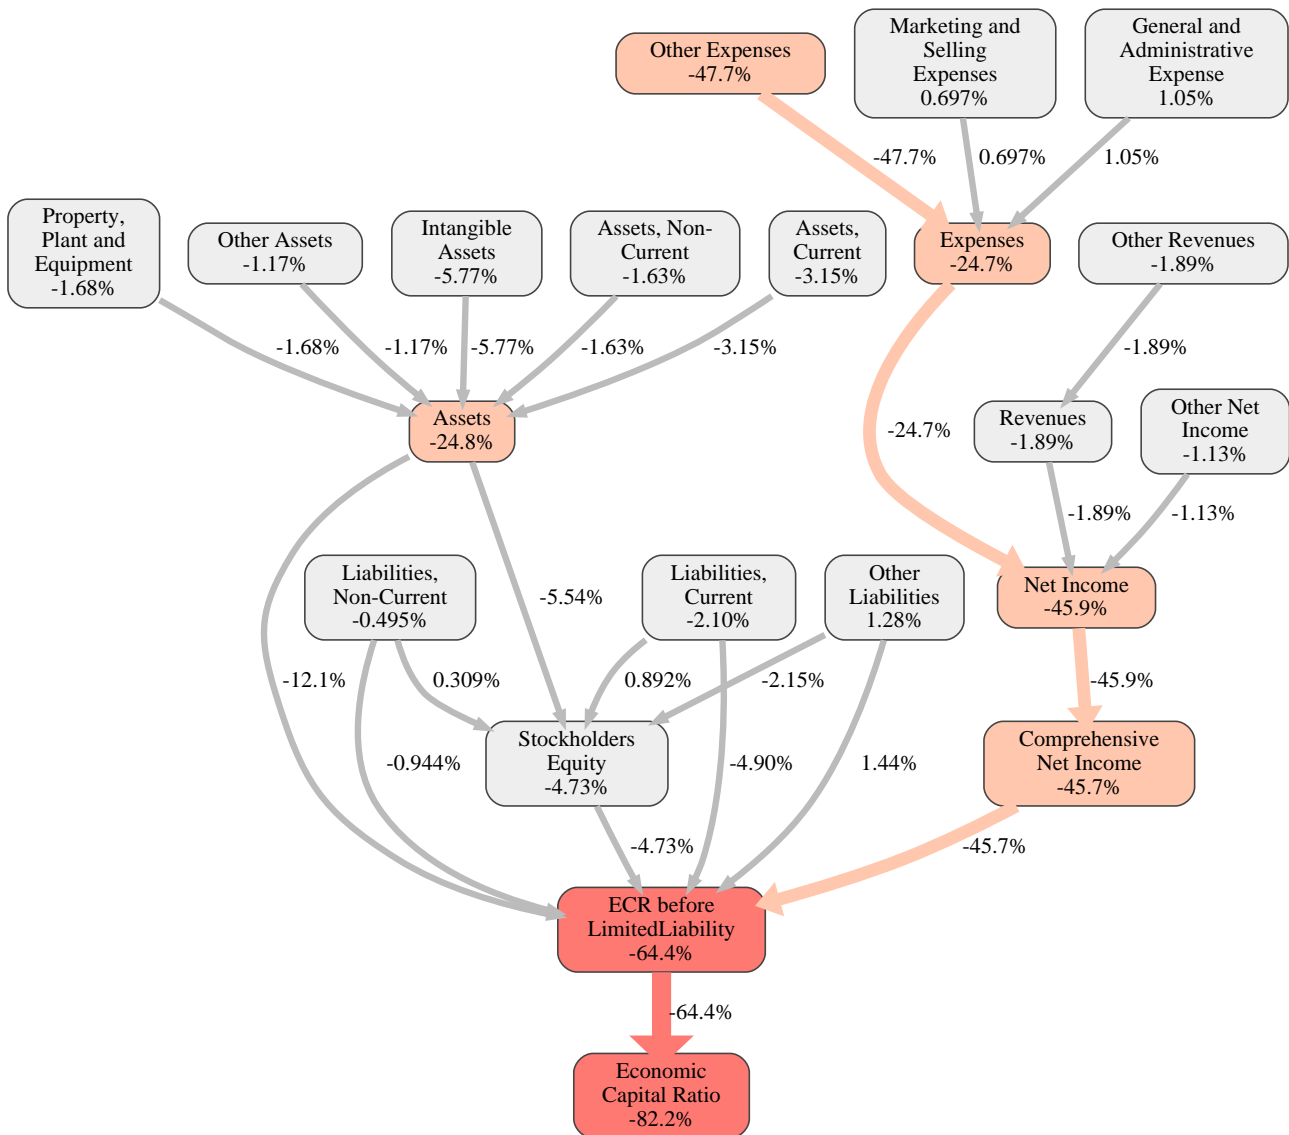 Other Expenses
-47.7%
Marketing and
Selling
Expenses
0.697%
General and
Administrative
Expense
1.05%
-47.7%
0.697%
1.05%
Property,
Plant and
Equipment
-1.68%
Other Assets
-1.17%
Intangible
Assets
-5.77%
Assets, Non-
Current
-1.63%
Assets,
Current
-3.15%
Expenses
-24.7%
Other Revenues
-1.89%
-1.68%
-1.17%
-5.77%
-1.63%
-3.15%
-1.89%
Assets
-24.8%
-24.7%
Revenues
-1.89%
Other Net
Income
-1.13%
-1.89%
-1.13%
Liabilities,
Non-Current
-0.495%
-5.54%
Liabilities,
Current
-2.10%
Other
Liabilities
1.28%
Net Income
-45.9%
-12.1%
0.309%
0.892%
-2.15%
-45.9%
Stockholders
Equity
-4.73%
-0.944%
-4.90%
1.44%
Comprehensive
Net Income
-45.7%
-4.73%
-45.7%
ECR before
LimitedLiability
-64.4%
-64.4%
Economic
Capital Ratio
-82.2%